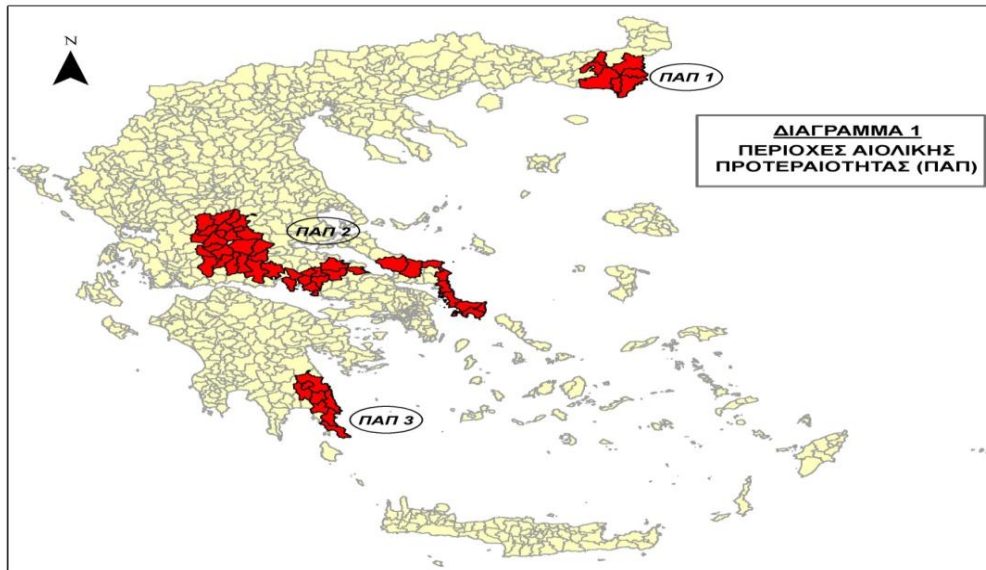 N
ΠΑΠ 1
ΔΙΑΓΡΑΜΜΑ 1
ΠΕΡΙΟΧΕΣ ΑΙΟΛΙΚΗΣ
ΠΡΟΤΕΡΑΙΟΤΗΤΑΣ (ΠΑΠ)
ΠΑΠ 2
ΠΑΠ 3